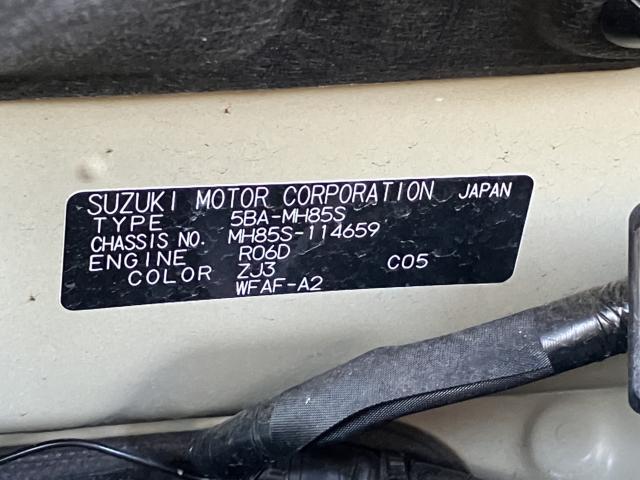 SUZUKI MOTOR CORPORATION JAPAN
TYPE 5BA-MH85S
CHASSIS NO. MH85S-114659
ENGINE R06D
COLOR ZJ3 C05
WFAF-A2